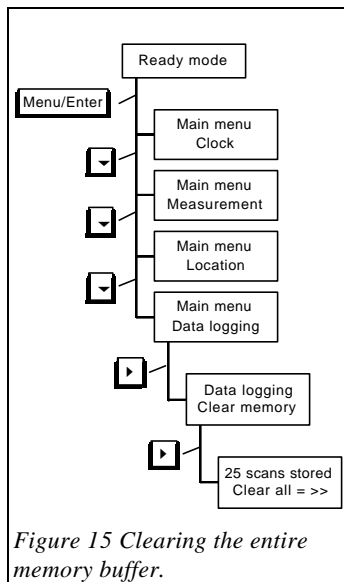 Ready mode
Menu/Enter
Main menu
Clock
Main menu
Measurement
Main menu
Location
Main menu
Data logging
Data logging
Clear memory
25 scans stored
Clear all = >>
Figure 15 Clearing the entire
memory buffer.